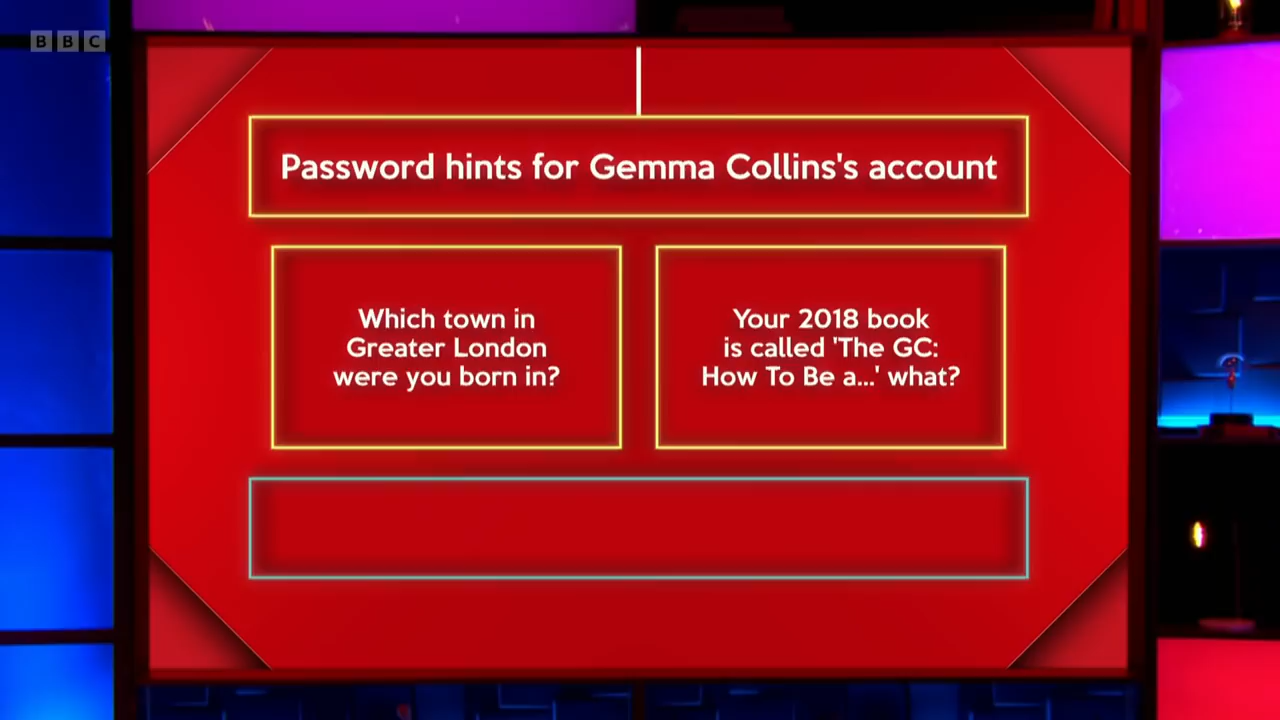 BBC
Password hints for Gemma Collins's account
Which town in
Greater London
were you born in?
Your 2018 book
is called 'The GC:
How To Be a...' what?